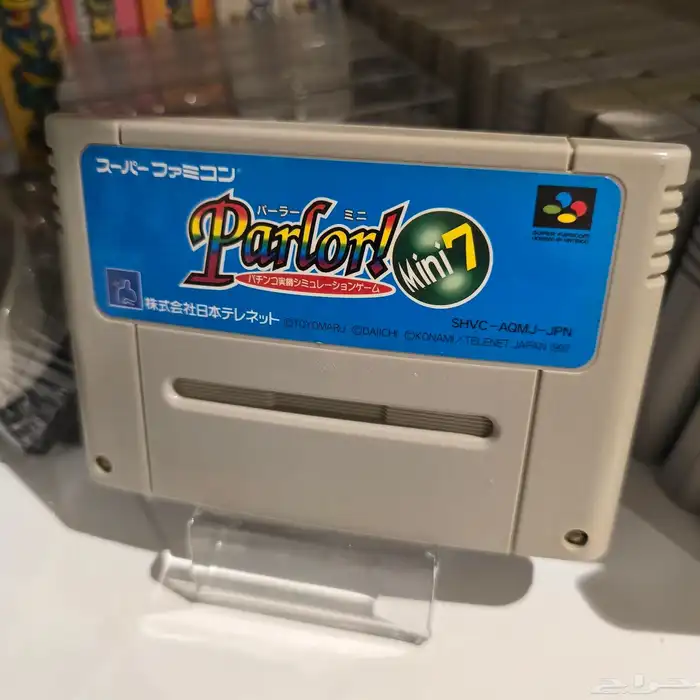 スーパーファミコン
パーラー ミニ
Parlor!
Mini 7
パチンコ実機シミュレーションゲーム
SUPER FAMICOM
株式会社日本テレネット
SHVC-AQMJ-JPN
©TOYOMARU ©DAIICHI ©KONAMI / TELENET JAPAN 1997
حراج